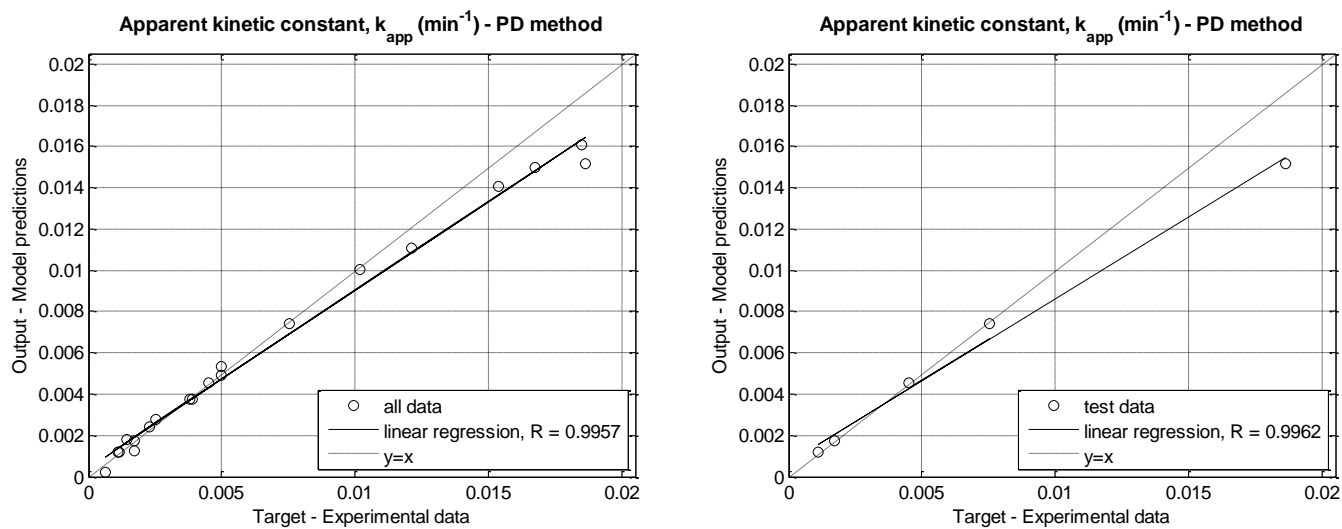 Apparent kinetic constant, k_app (min^-1) - PD method
0.02
0.018
0.016
0.014
0.012
0.01
0.008
0.006
0.004
0.002
0
Output - Model predictions
all data
linear regression, R = 0.9957
y=x
0 0.005 0.01 0.015 0.02
Target - Experimental data
Apparent kinetic constant, k_app (min^-1) - PD method
0.02
0.018
0.016
0.014
0.012
0.01
0.008
0.006
0.004
0.002
0
Output - Model predictions
test data
linear regression, R = 0.9962
y=x
0 0.005 0.01 0.015 0.02
Target - Experimental data